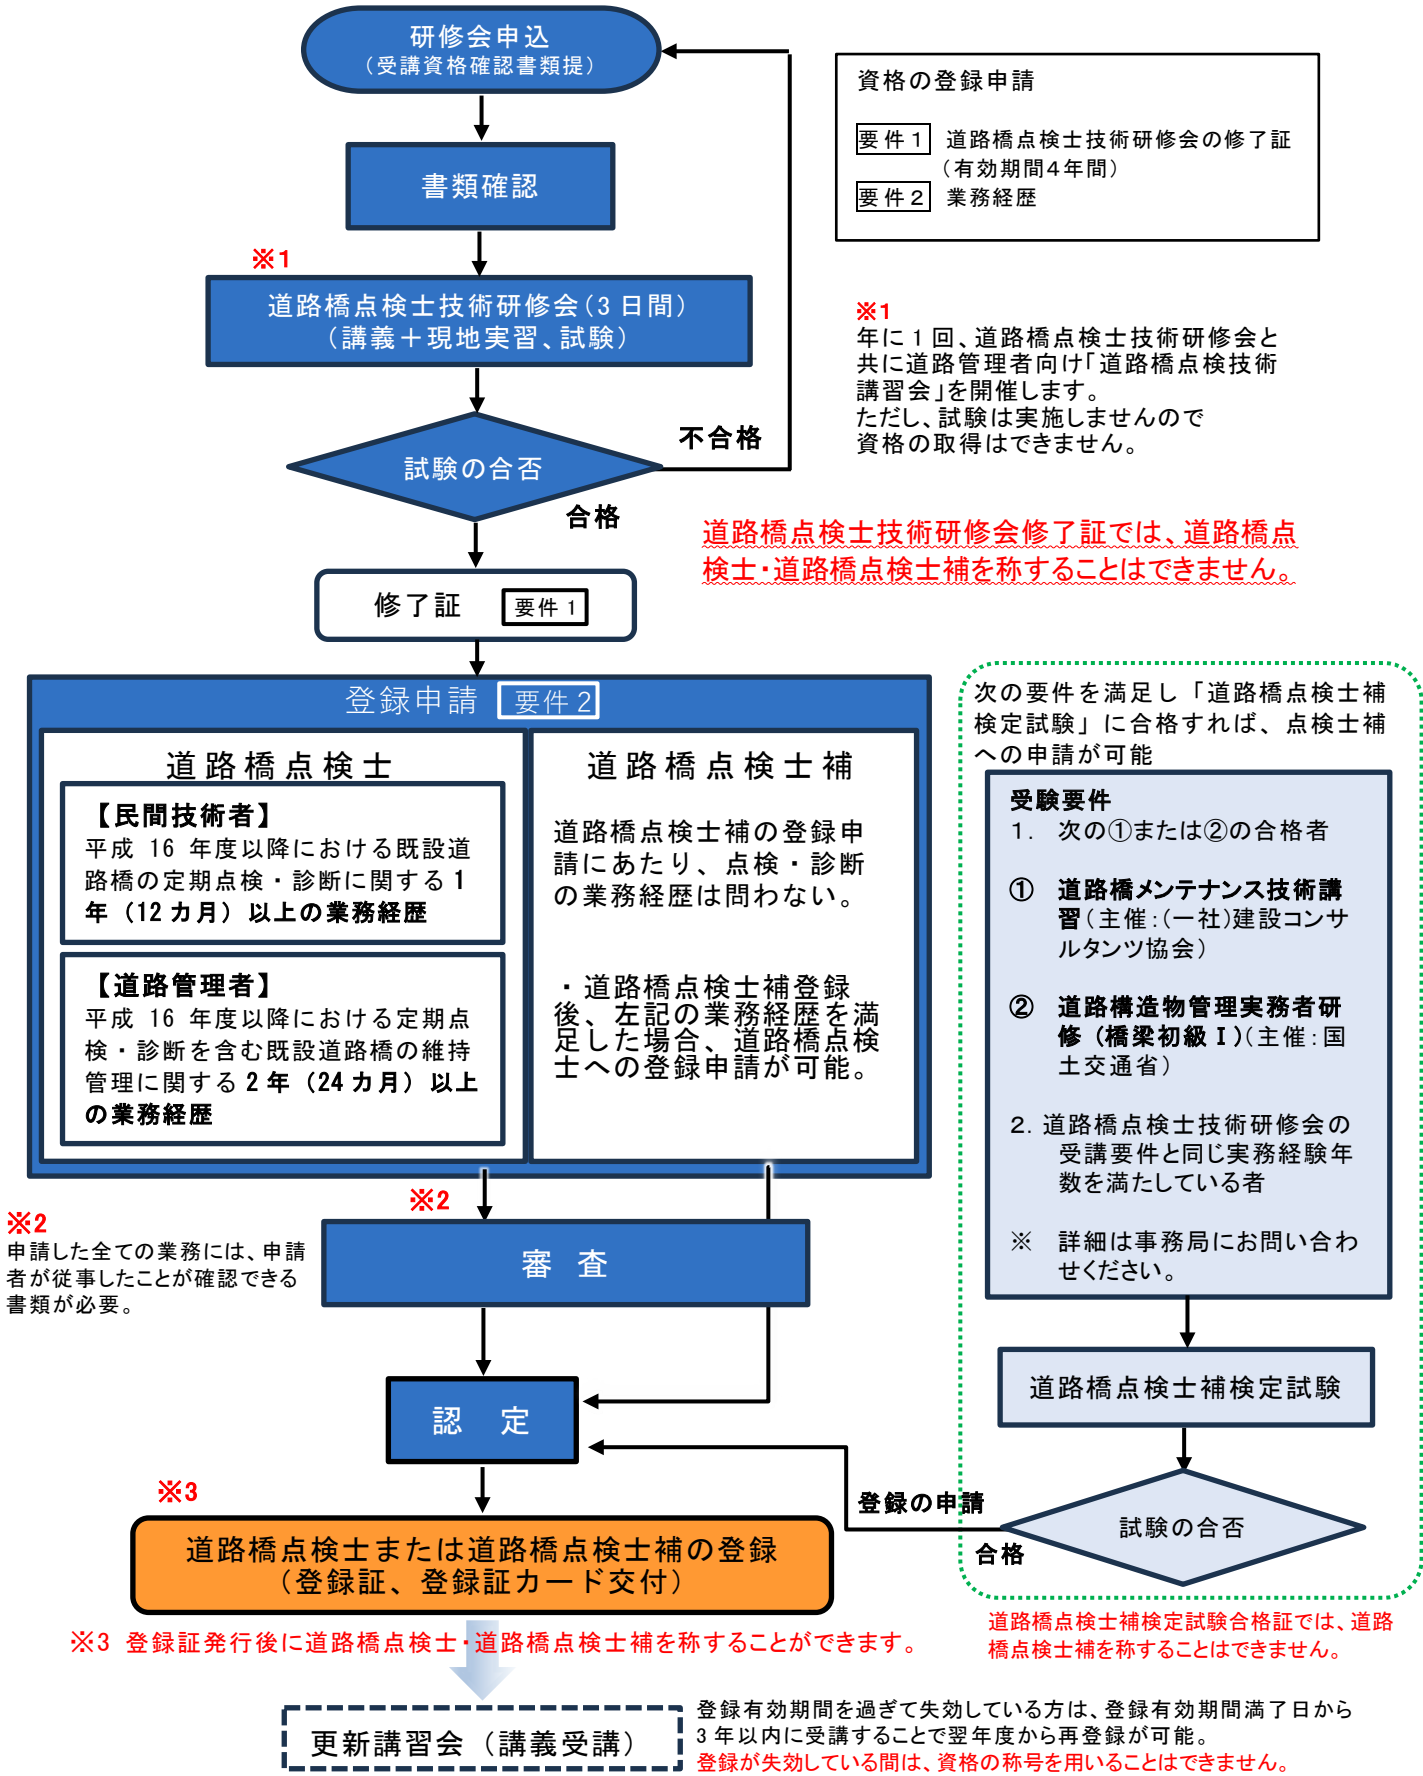 研修会申込
（受講資格確認書類提）
書類確認
※1
道路橋点検士技術研修会（3日間）
（講義＋現地実習、試験）
試験の合否
不合格
合格
修了証 要件1
資格の登録申請
要件1 道路橋点検士技術研修会の修了証
（有効期間4年間）
要件2 業務経歴
※1
年に1回、道路橋点検士技術研修会と
共に道路管理者向け「道路橋点検技術
講習会」を開催します。
ただし、試験は実施しませんので
資格の取得はできません。
道路橋点検士技術研修会修了証では、道路橋点
検士・道路橋点検士補を称することはできません。
登録申請 要件2
道路橋点検士
【民間技術者】
平成 16 年度以降における既設道
路橋の定期点検・診断に関する1
年（12カ月）以上の業務経歴
【道路管理者】
平成 16 年度以降における定期点
検・診断を含む既設道路橋の維持
管理に関する2年（24カ月）以上
の業務経歴
道路橋点検士補
道路橋点検士補の登録申
請にあたり、点検・診断
の業務経歴は問わない。
・道路橋点検士補登録
後、左記の業務経歴を満
足した場合、道路橋点検
士への登録申請が可能。
次の要件を満足し「道路橋点検士補
検定試験」に合格すれば、点検士補
への申請が可能
受験要件
1. 次の①または②の合格者
① 道路橋メンテナンス技術講
習（主催：（一社）建設コンサ
ルタンツ協会）
② 道路構造物管理実務者研
修（橋梁初級Ⅰ）（主催：国
土交通省）
2. 道路橋点検士技術研修会の
受講要件と同じ実務経験年
数を満たしている者
※ 詳細は事務局にお問い合わ
せください。
道路橋点検士補検定試験
試験の合否
合格
登録の申請
道路橋点検士補検定試験合格証では、道路
橋点検士補を称することはできません。
※2
※2
申請した全ての業務には、申請
者が従事したことが確認できる
書類が必要。
審 査
認 定
※3
道路橋点検士または道路橋点検士補の登録
（登録証、登録証カード交付）
※3 登録証発行後に道路橋点検士・道路橋点検士補を称することができます。
更新講習会（講義受講）
登録有効期間を過ぎて失効している方は、登録有効期間満了日から
3年以内に受講することで翌年度から再登録が可能。
登録が失効している間は、資格の称号を用いることはできません。